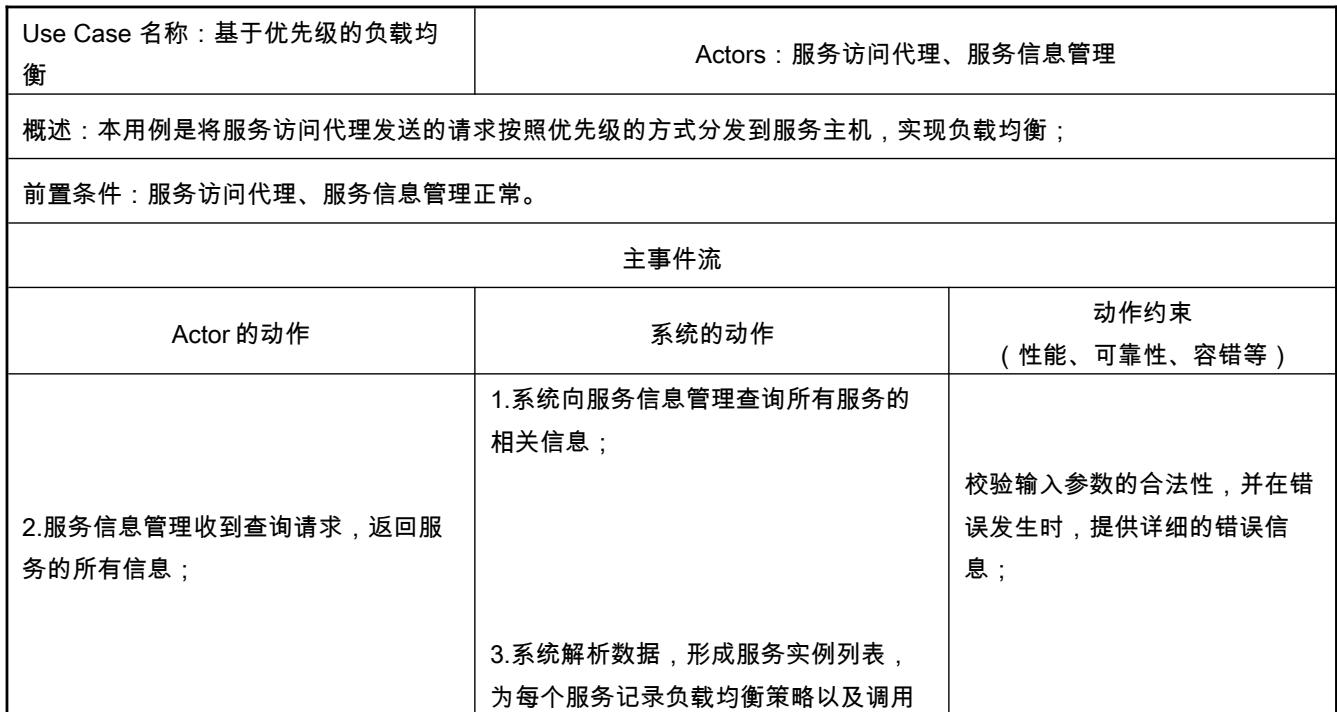 Use Case 名称：基于优先级的负载均
衡
Actors：服务访问代理、服务信息管理
概述：本用例是将服务访问代理发送的请求按照优先级的方式分发到服务主机，实现负载均衡；
前置条件：服务访问代理、服务信息管理正常。
主事件流
Actor 的动作
系统的动作
动作约束
（性能、可靠性、容错等）
1.系统向服务信息管理查询所有服务的
相关信息；
2.服务信息管理收到查询请求，返回服
务的所有信息；
校验输入参数的合法性，并在错
误发生时，提供详细的错误信
息；
3.系统解析数据，形成服务实例列表，
为每个服务记录负载均衡策略以及调用